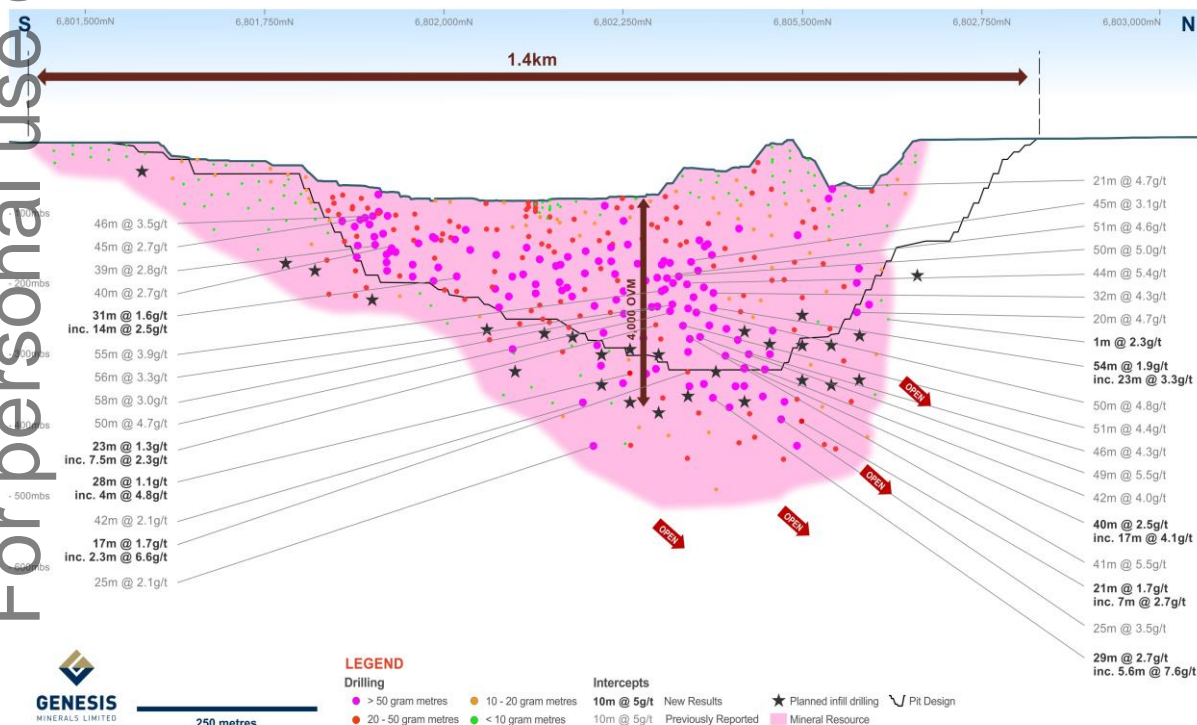 For personal use
S
N
6,801,500mN
6,801,750mN
6,802,000mN
6,802,250mN
6,805,500mN
6,802,750mN
6,803,000mN
1.4km
- 100mbs
- 200mbs
- 300mbs
- 400mbs
- 500mbs
- 600mbs
46m @ 3.5g/t
45m @ 2.7g/t
39m @ 2.8g/t
40m @ 2.7g/t
31m @ 1.6g/t
inc. 14m @ 2.5g/t
55m @ 3.9g/t
56m @ 3.3g/t
58m @ 3.0g/t
50m @ 4.7g/t
23m @ 1.3g/t
inc. 7.5m @ 2.3g/t
28m @ 1.1g/t
inc. 4m @ 4.8g/t
42m @ 2.1g/t
17m @ 1.7g/t
inc. 2.3m @ 6.6g/t
25m @ 2.1g/t
4,000 OVM
21m @ 4.7g/t
45m @ 3.1g/t
51m @ 4.6g/t
50m @ 5.0g/t
44m @ 5.4g/t
32m @ 4.3g/t
20m @ 4.7g/t
1m @ 2.3g/t
54m @ 1.9g/t
inc. 23m @ 3.3g/t
50m @ 4.8g/t
51m @ 4.4g/t
46m @ 4.3g/t
49m @ 5.5g/t
42m @ 4.0g/t
40m @ 2.5g/t
inc. 17m @ 4.1g/t
41m @ 5.5g/t
21m @ 1.7g/t
inc. 7m @ 2.7g/t
25m @ 3.5g/t
29m @ 2.7g/t
inc. 5.6m @ 7.6g/t
OPEN
OPEN
OPEN
OPEN
GENESIS
MINERALS LIMITED
250 metres
LEGEND
Drilling
> 50 gram metres
20 - 50 gram metres
10 - 20 gram metres
< 10 gram metres
Intercepts
10m @ 5g/t New Results
10m @ 5g/t Previously Reported
Planned infill drilling
Mineral Resource
Pit Design